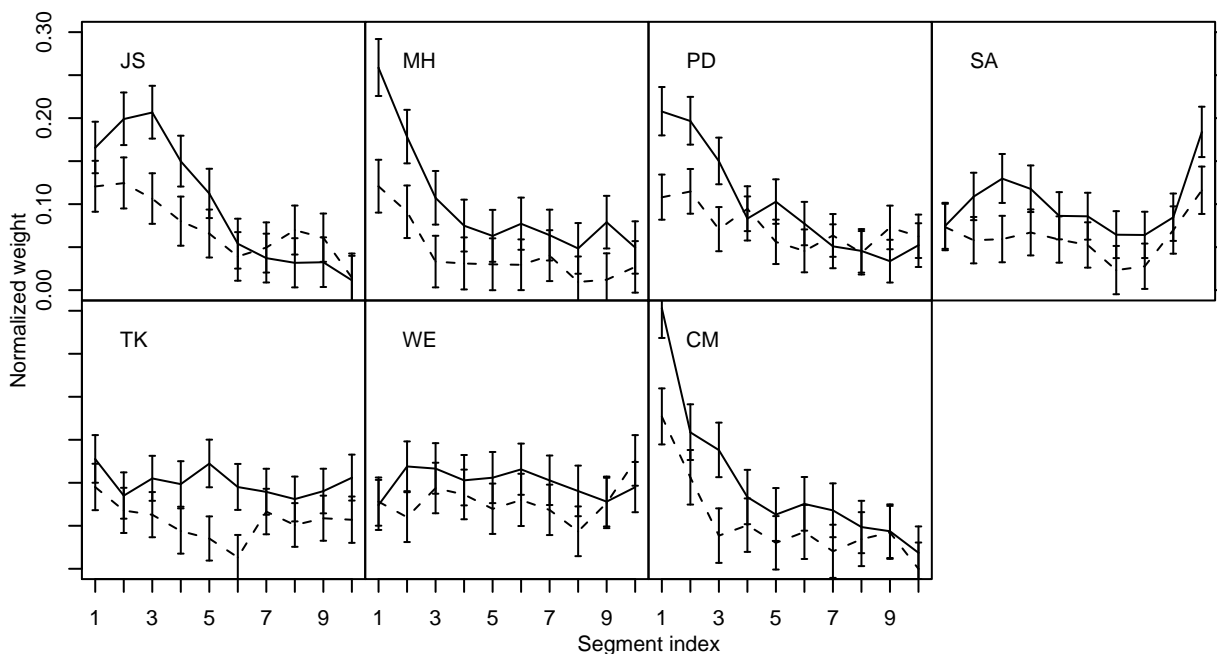 Normalized weight
0.30
0.20
0.10
0.00
JS
MH
PD
SA
TK
WE
CM
1 3 5 7 9 1 3 5 7 9 1 3 5 7 9
Segment index